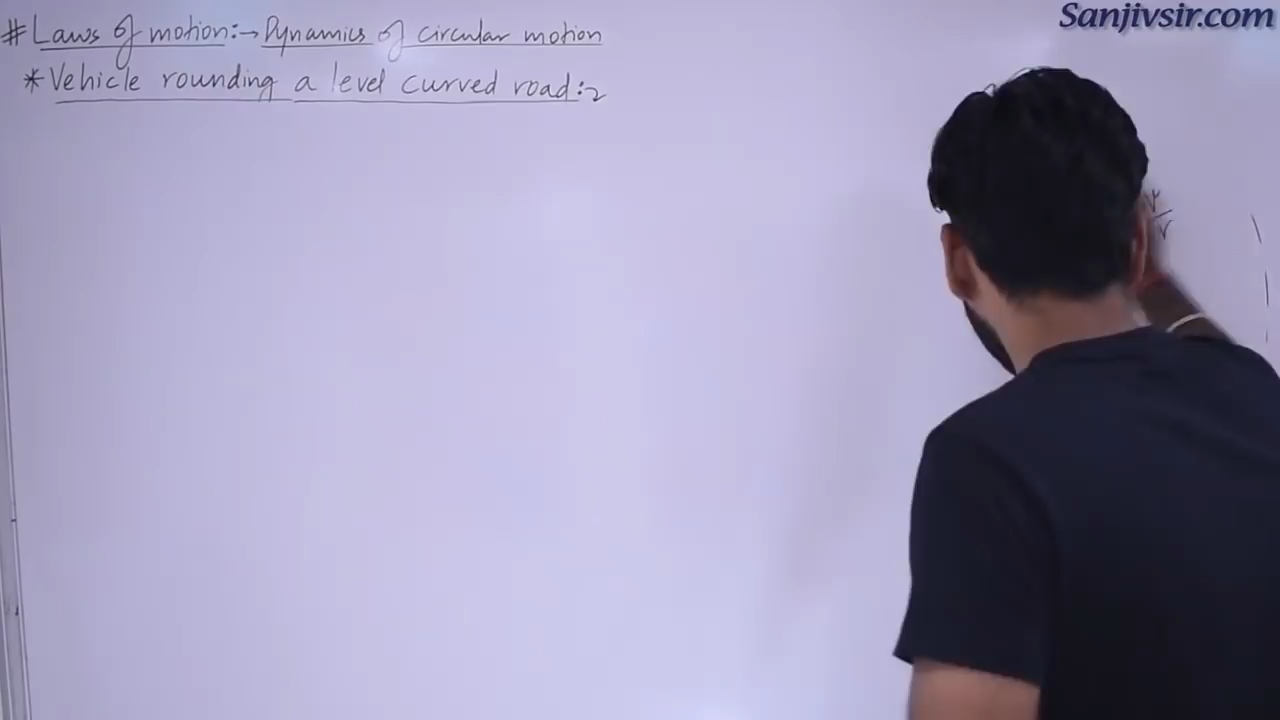 Sanjivsir.com
# Laws of motion:→ Dynamics of circular motion
* Vehicle rounding a level curved road:-